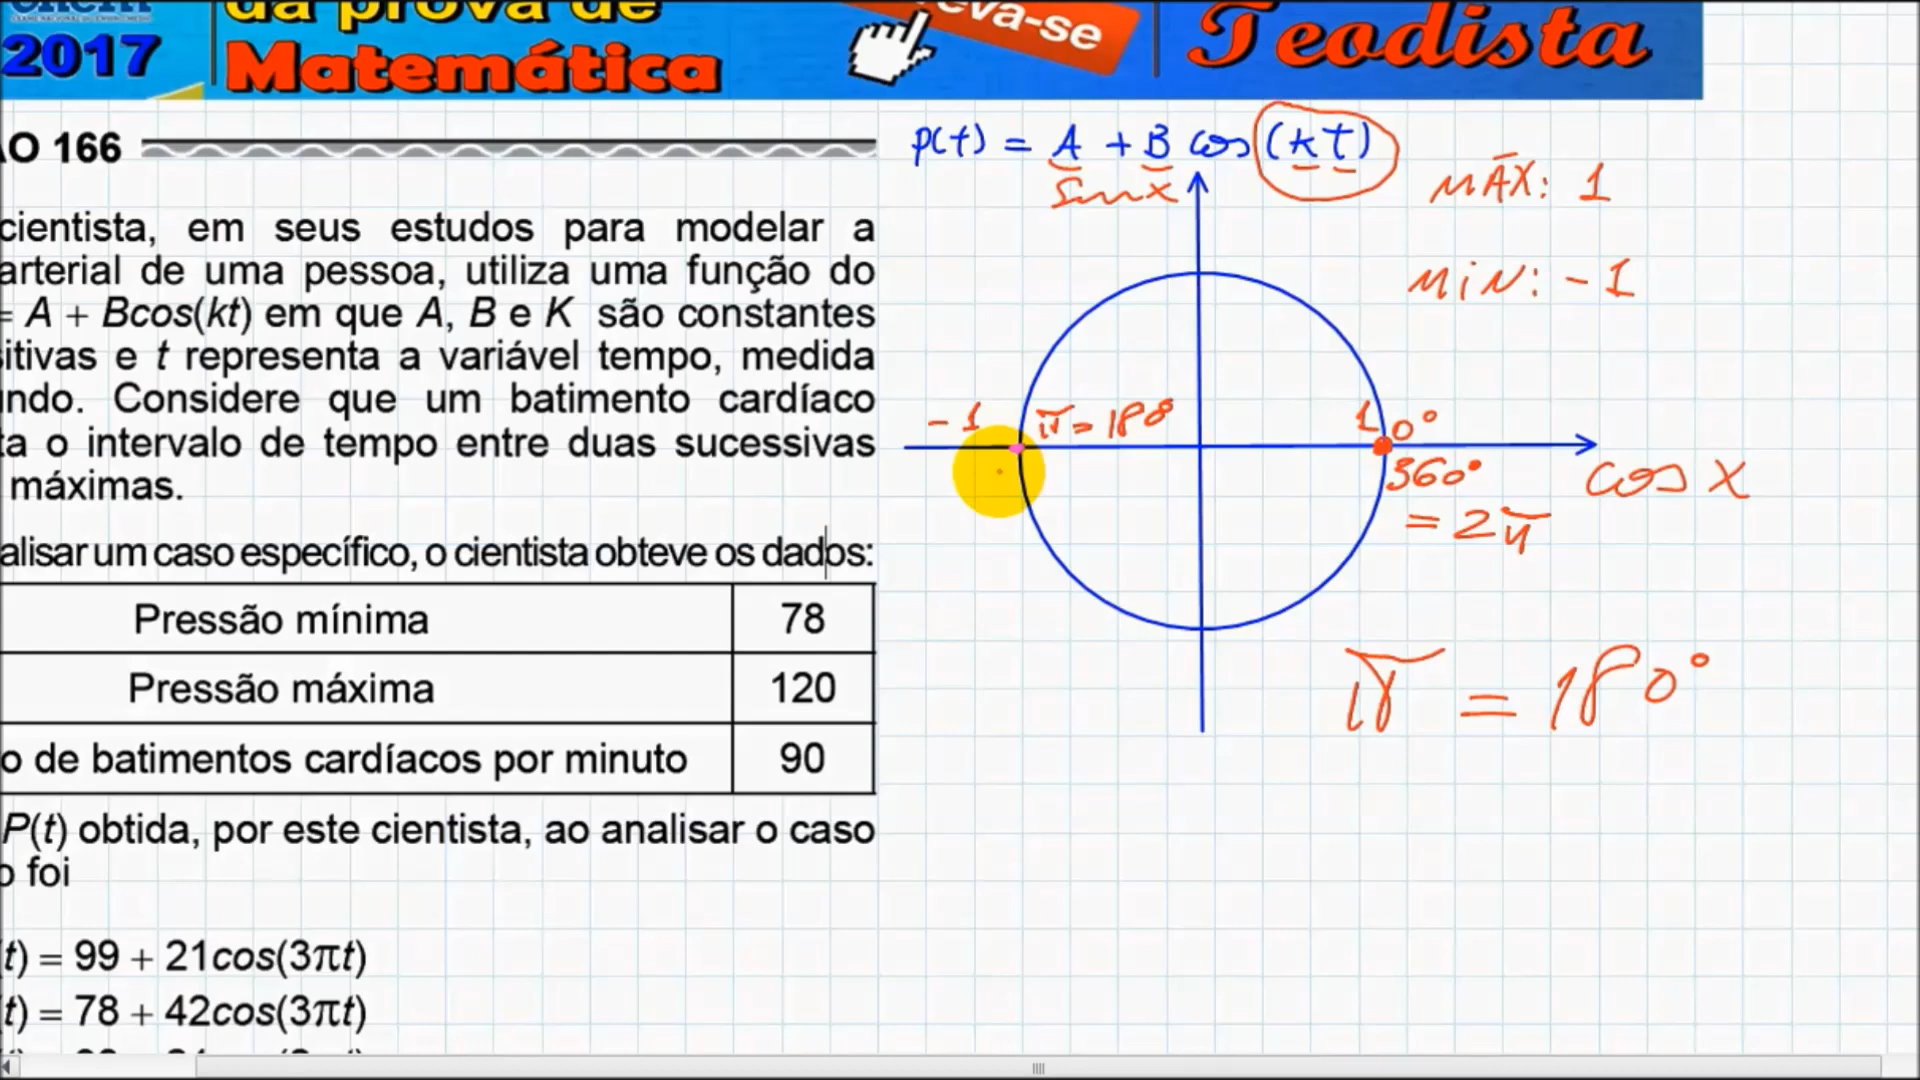 2017
da prova de
Matemática
eva-se
Teodista
ÃO 166
cientista, em seus estudos para modelar a
arterial de uma pessoa, utiliza uma função do
= A + Bcos(kt) em que A, B e K são constantes
sitivas e t representa a variável tempo, medida
undo. Considere que um batimento cardíaco
ta o intervalo de tempo entre duas sucessivas
máximas.
alisar um caso específico, o cientista obteve os dados:
Pressão mínima 78
Pressão máxima 120
o de batimentos cardíacos por minuto 90
P(t) obtida, por este cientista, ao analisar o caso
o foi
t) = 99 + 21cos(3πt)
t) = 78 + 42cos(3πt)
P(t) = A + B cos (kt)
sen x
MÁX: 1
MIN: -1
-1
π = 180
1
0°
360°
= 2π
cos x
π = 180°